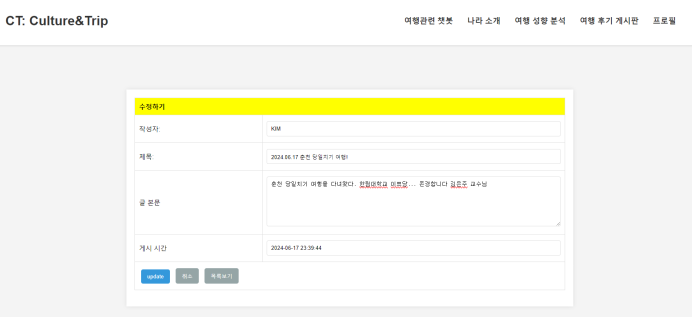 CT: Culture&Trip
여행관련 챗봇 나라 소개 여행 성향 분석 여행 후기 게시판 프로필
수정하기
작성자: KIM
제목: 2024.06.17 춘천 당일치기 여행!
글 본문 춘천 당일치기 여행을 다녀왔다. 한림대학교 이쁘당.... 존경합니다 교수님
게시 시간 2024-06-17 23:39:44
update 취소 목록보기